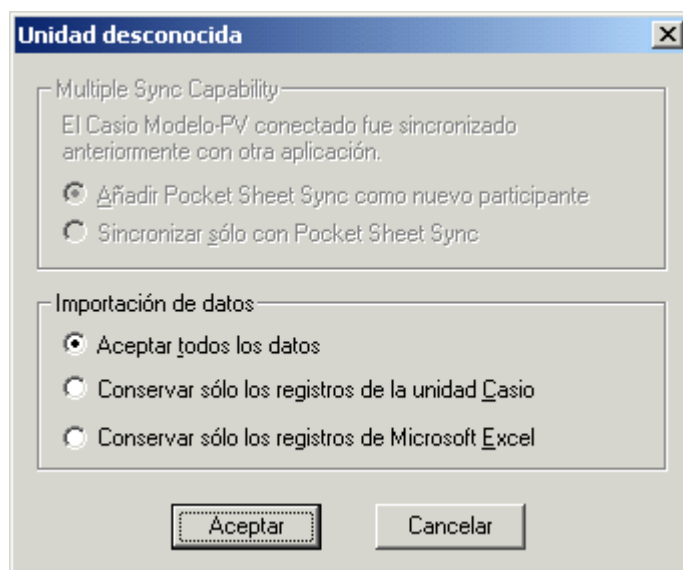 Unidad desconocida
Multiple Sync Capability
El Casio Modelo-PV conectado fue sincronizado
anteriormente con otra aplicación.
Añadir Pocket Sheet Sync como nuevo participante
Sincronizar sólo con Pocket Sheet Sync
Importación de datos
Aceptar todos los datos
Conservar sólo los registros de la unidad Casio
Conservar sólo los registros de Microsoft Excel
Aceptar
Cancelar